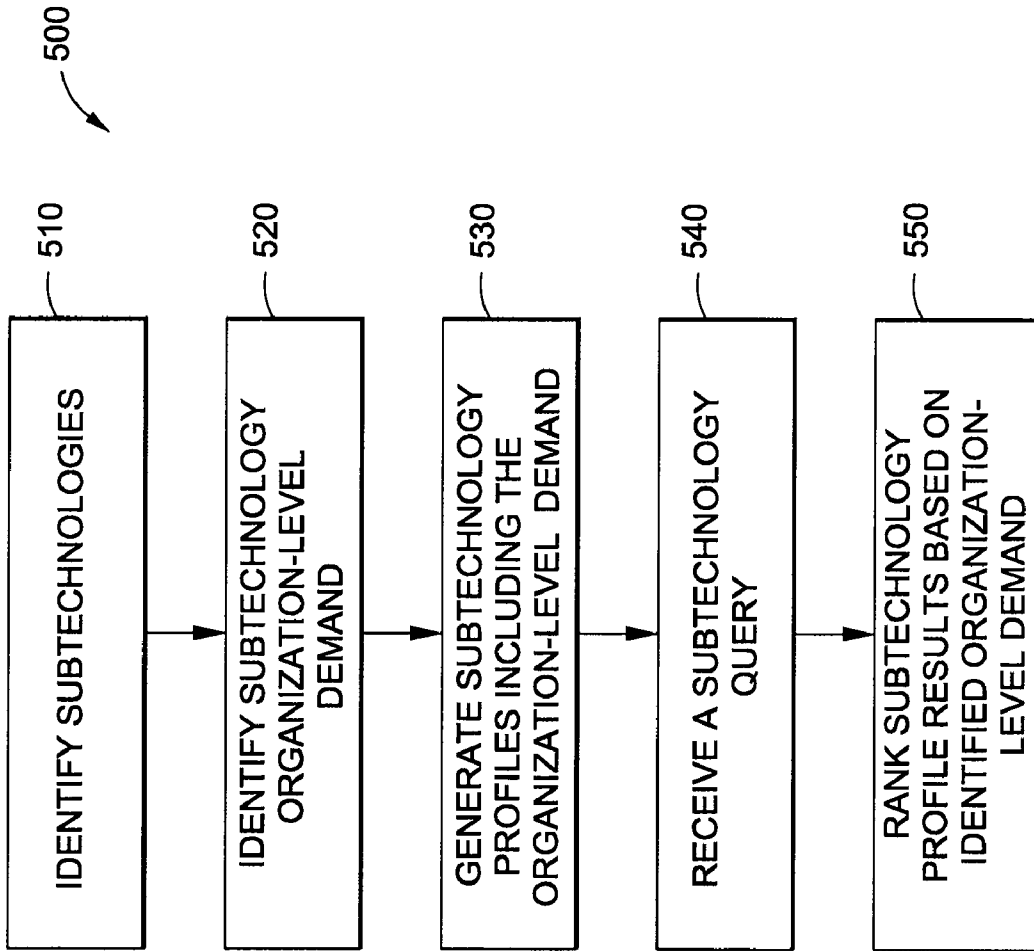 500
510
IDENTIFY SUBTECHNOLOGIES
520
IDENTIFY SUBTECHNOLOGY
ORGANIZATION-LEVEL
DEMAND
530
GENERATE SUBTECHNOLOGY
PROFILES INCLUDING THE
ORGANIZATION-LEVEL DEMAND
540
RECEIVE A SUBTECHNOLOGY
QUERY
550
RANK SUBTECHNOLOGY
PROFILE RESULTS BASED ON
IDENTIFIED ORGANIZATION-
LEVEL DEMAND